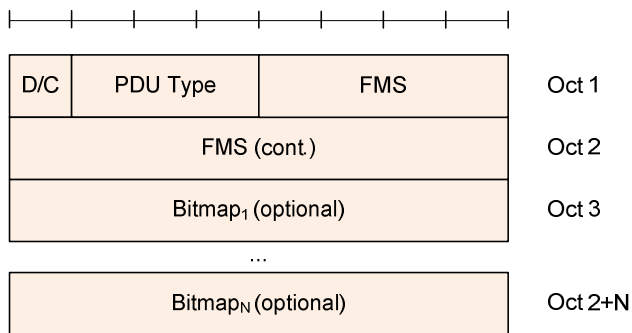 D/C PDU Type FMS Oct 1
FMS (cont.) Oct 2
Bitmap₁ (optional) Oct 3
...
Bitmapₙ (optional) Oct 2+N